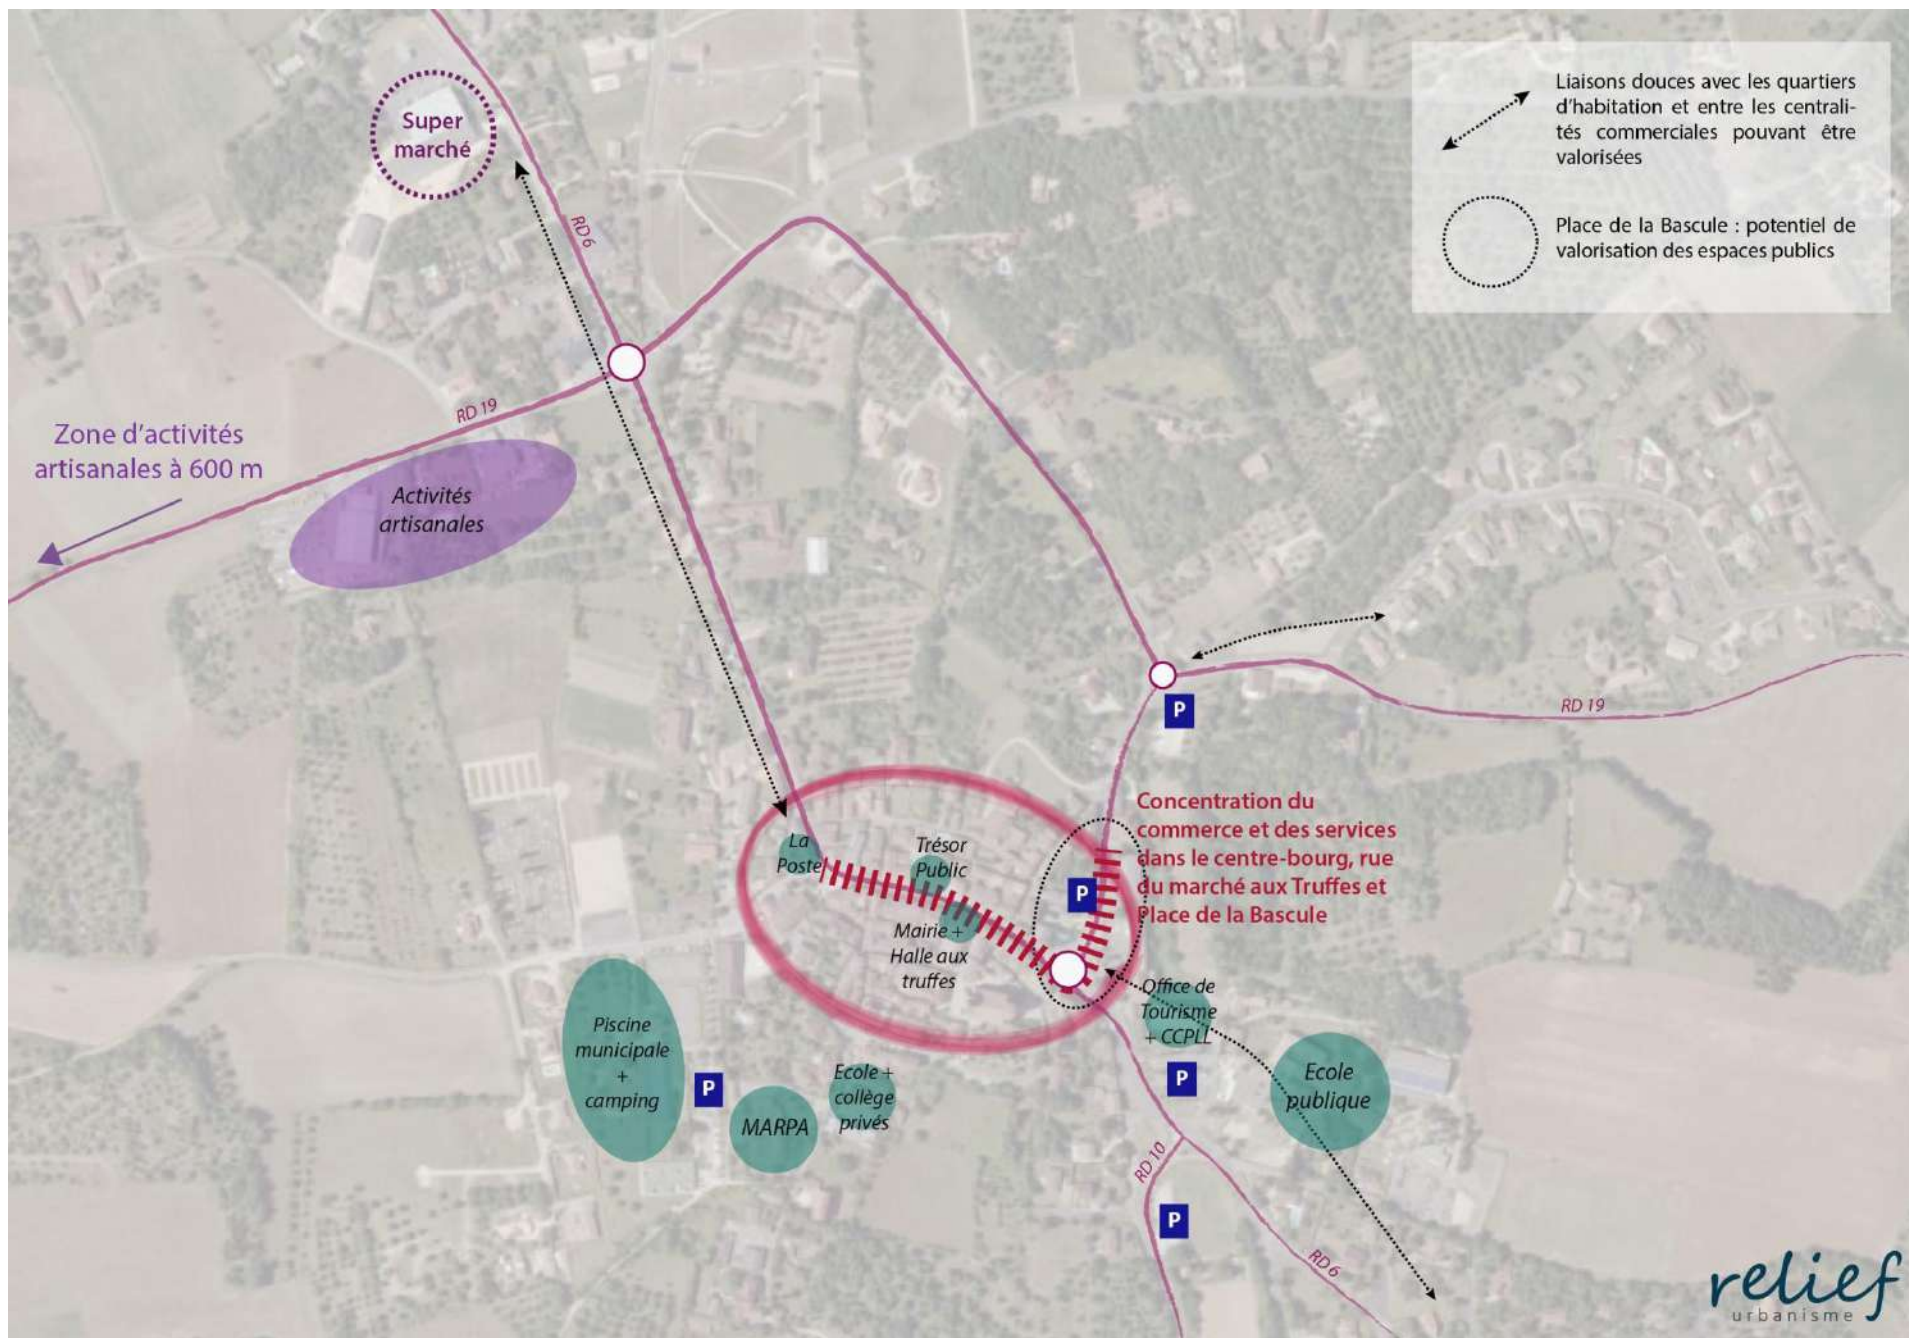 Liaisons douces avec les quartiers
d'habitation et entre les centrali-
tés commerciales pouvant être
valorisées
Place de la Bascule : potentiel de
valorisation des espaces publics
Super
marché
RD6
RD 19
Zone d'activités
artisanales à 600 m
Activités
artisanales
P
RD 19
Concentration du
commerce et des services
dans le centre-bourg, rue
du marché aux Truffes et
Place de la Bascule
La
Poste
Trésor
Public
P
Mairie +
Halle aux
truffes
Office de
Tourisme
+ CCPLL
Piscine
municipale
+
camping
P
MARPA
Ecole +
collège
privés
P
Ecole
publique
RD 10
P
RD6
relief
urbanisme